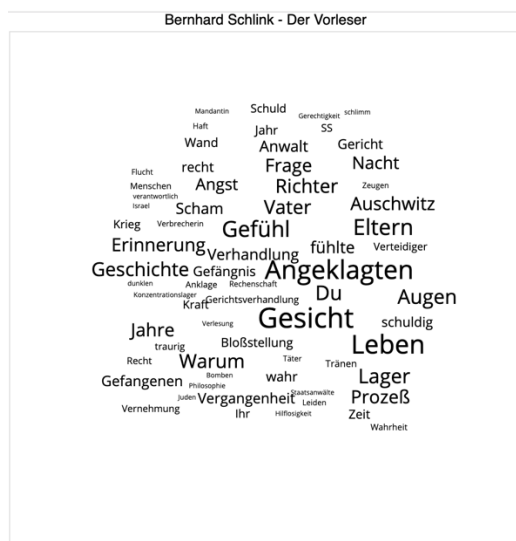 Bernhard Schlink - Der Vorleser
Mandantin Schuld Gerechtigkeit schlimm
Haft Jahr SS
Wand Anwalt Gericht
Flucht recht Frage Nacht
Menschen Angst Richter Zeugen
verantwortlich
Israel Scham Vater Auschwitz
Krieg Verbrecherin Gefühl Eltern
Erinnerung Verhandlung fühlte Verteidiger
Geschichte Gefängnis Angeklagten
dunklen Anklage Rechenschaft
Konzentrationslager Du Augen
Kraft Gerichtsverhandlung
Jahre Verlesung Gesicht schuldig
traurig Bloßstellung Leben
Recht Warum Täter Tränen
Gefangenen Bomben wahr Lager
Philosophie
Juden Vergangenheit Staatsanwälte Prozeß
Vernehmung Ihr Leiden
Hilflosigkeit Zeit
Wahrheit